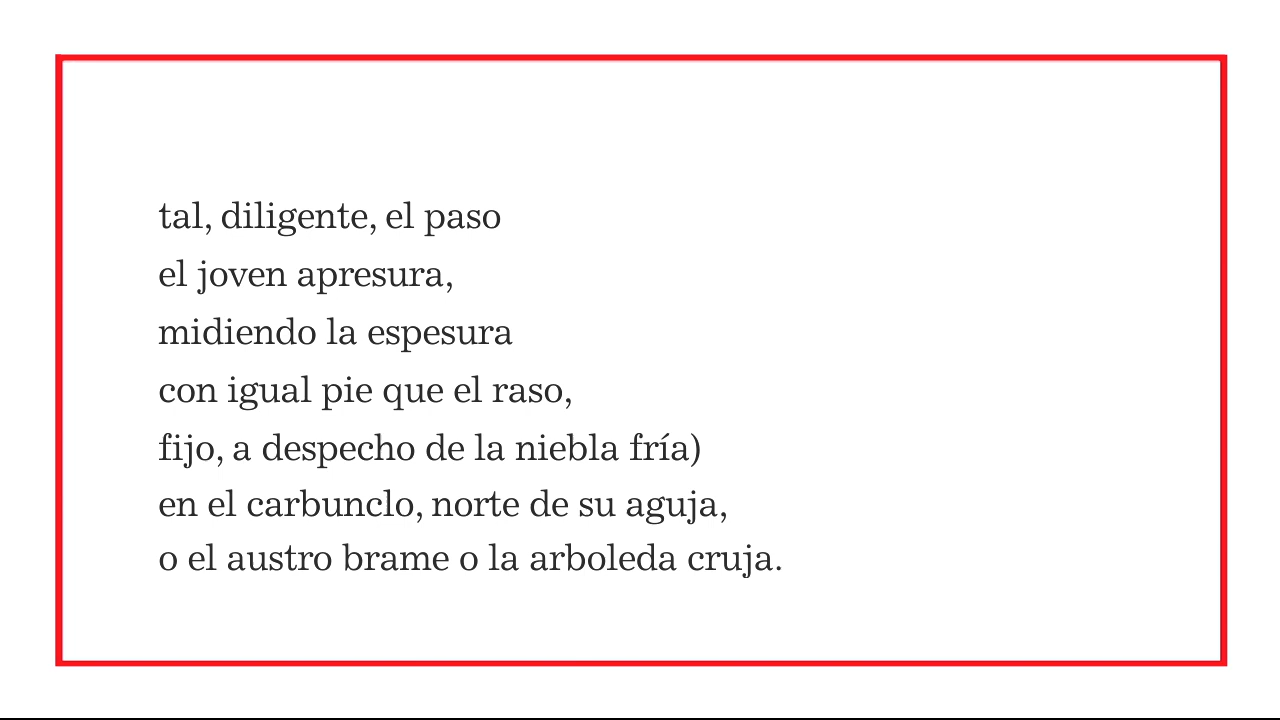 tal, diligente, el paso
el joven apresura,
midiendo la espesura
con igual pie que el raso,
fijo, a despecho de la niebla fría)
en el carbunclo, norte de su aguja,
o el austro brame o la arboleda cruja.